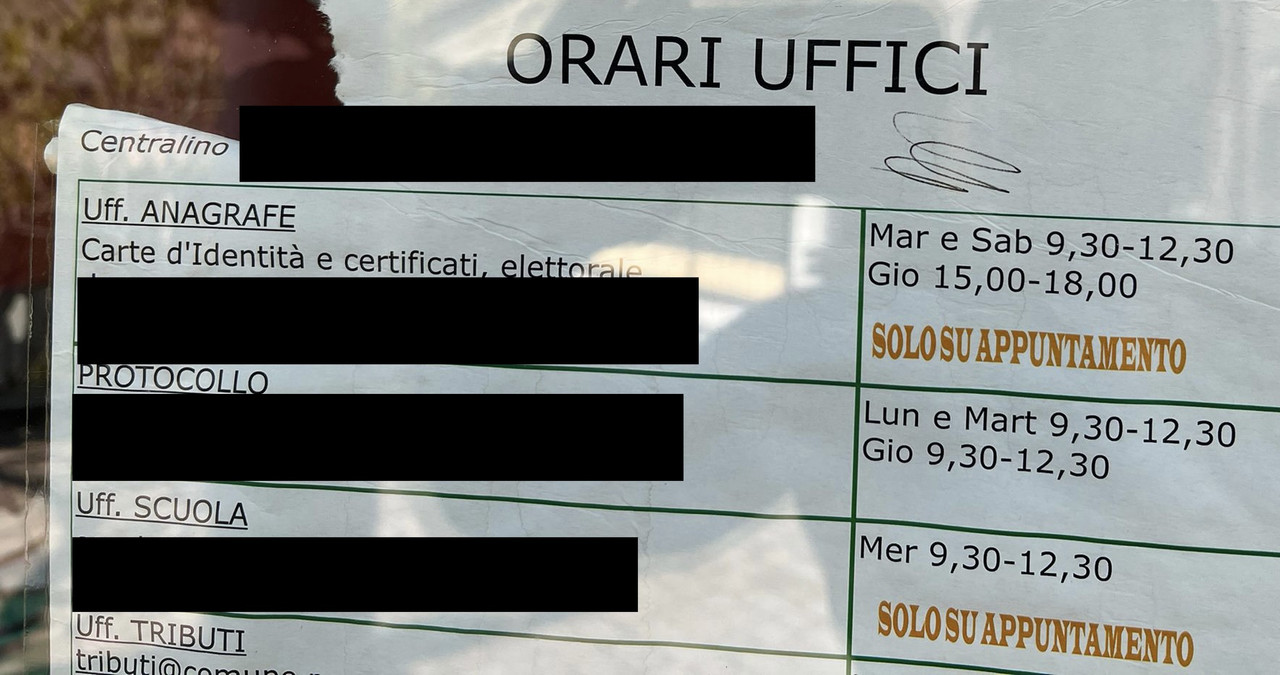 ORARI UFFICI
Centralino
Uff. ANAGRAFE
Carte d'Identità e certificati, elettorale
Mar e Sab 9,30-12,30
Gio 15,00-18,00
SOLO SU APPUNTAMENTO
PROTOCOLLO
Lun e Mart 9,30-12,30
Gio 9,30-12,30
Uff. SCUOLA
Mer 9,30-12,30
SOLO SU APPUNTAMENTO
Uff. TRIBUTI
tributi@comune